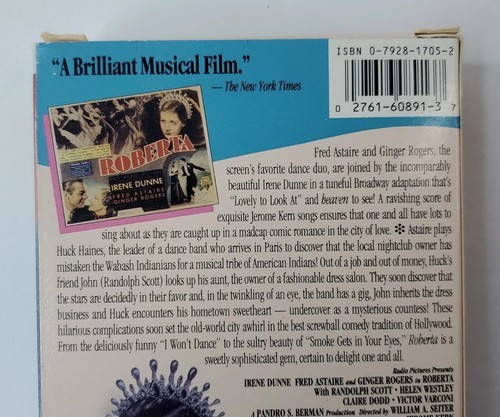 "A Brilliant Musical Film."
— The New York Times
ISBN 0-7928-1705-2
0 2761-60891-3 7
ROBERTA
IRENE DUNNE
FRED ASTAIRE
GINGER ROGERS
Fred Astaire and Ginger Rogers, the
screen's favorite dance duo, are joined by the incomparably
beautiful Irene Dunne in a tuneful Broadway adaptation that's
"Lovely to Look At" and heaven to see! A ravishing score of
exquisite Jerome Kern songs ensures that one and all have lots to
sing about as they are caught up in a madcap comic romance in the city of love. ✻ Astaire plays
Huck Haines, the leader of a dance band who arrives in Paris to discover that the local nightclub owner has
mistaken the Wabash Indianians for a musical tribe of American Indians! Out of a job and out of money, Huck's
friend John (Randolph Scott) looks up his aunt, the owner of a fashionable dress salon. They soon discover that
the stars are decidedly in their favor and, in the twinkling of an eye, the band has a gig, John inherits the dress
business and Huck encounters his hometown sweetheart — undercover as a mysterious countess! These
hilarious complications soon set the old-world city awhirl in the best screwball comedy tradition of Hollywood.
From the deliciously funny "I Won't Dance" to the sultry beauty of "Smoke Gets in Your Eyes," Roberta is a
sweetly sophisticated gem, certain to delight one and all.
Radio Pictures Presents
IRENE DUNNE FRED ASTAIRE and GINGER ROGERS in ROBERTA
With RANDOLPH SCOTT • HELEN WESTLEY
CLAIRE DODD • VICTOR VARCONI
A PANDRO S. BERMAN Production Directed by WILLIAM A. SEITER
JEROME KERN